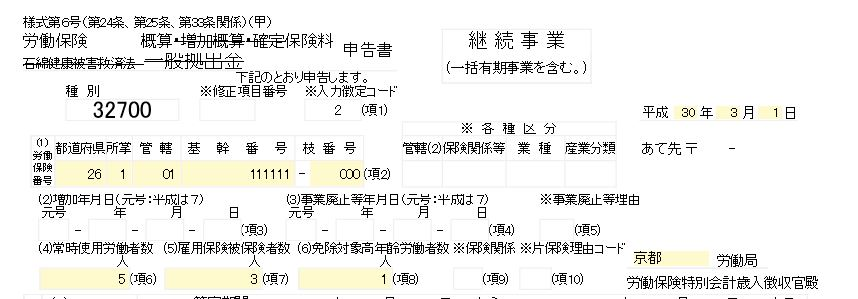 様式第6号(第24条、第25条、第33条関係)(甲)
労働保険 概算・増加概算・確定保険料 申告書
石綿健康被害救済法 一般拠出金
継続事業
(一括有期事業を含む。)
下記のとおり申告します。
種別 ※修正項目番号 ※入力徴定コード
32700 2 (項1)
平成 30 年 3 月 1 日
※各種区分
(1)労働保険番号 都道府県 所掌 管轄 基幹番号 枝番号 管轄(2) 保険関係等 業種 産業分類 あて先 〒 -
26 1 01 111111 - 000 (項2)
(2)増加年月日(元号:平成は7) (3)事業廃止等年月日(元号:平成は7) ※事業廃止等理由
元号 年 月 日 元号 年 月 日
- - - (項3) - - - (項4) (項5)
(4)常時使用労働者数 (5)雇用保険被保険者数 (6)免除対象高年齢労働者数 ※保険関係 ※片保険理由コード
人 人 人
京都 労働局
5 (項6) 3 (項7) 1 (項8) (項9) (項10)
労働保険特別会計歳入徴収官殿